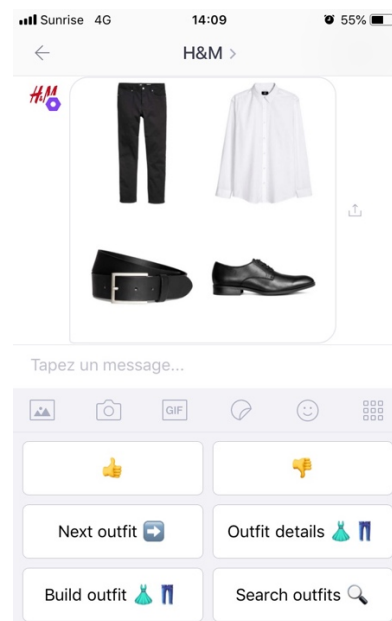 Sunrise 4G 14:09 55%
H&M >
H&M
Tapez un message...
GIF
👍 👎
Next outfit ➡️ Outfit details 👗 👖
Build outfit 👗 👖 Search outfits 🔍